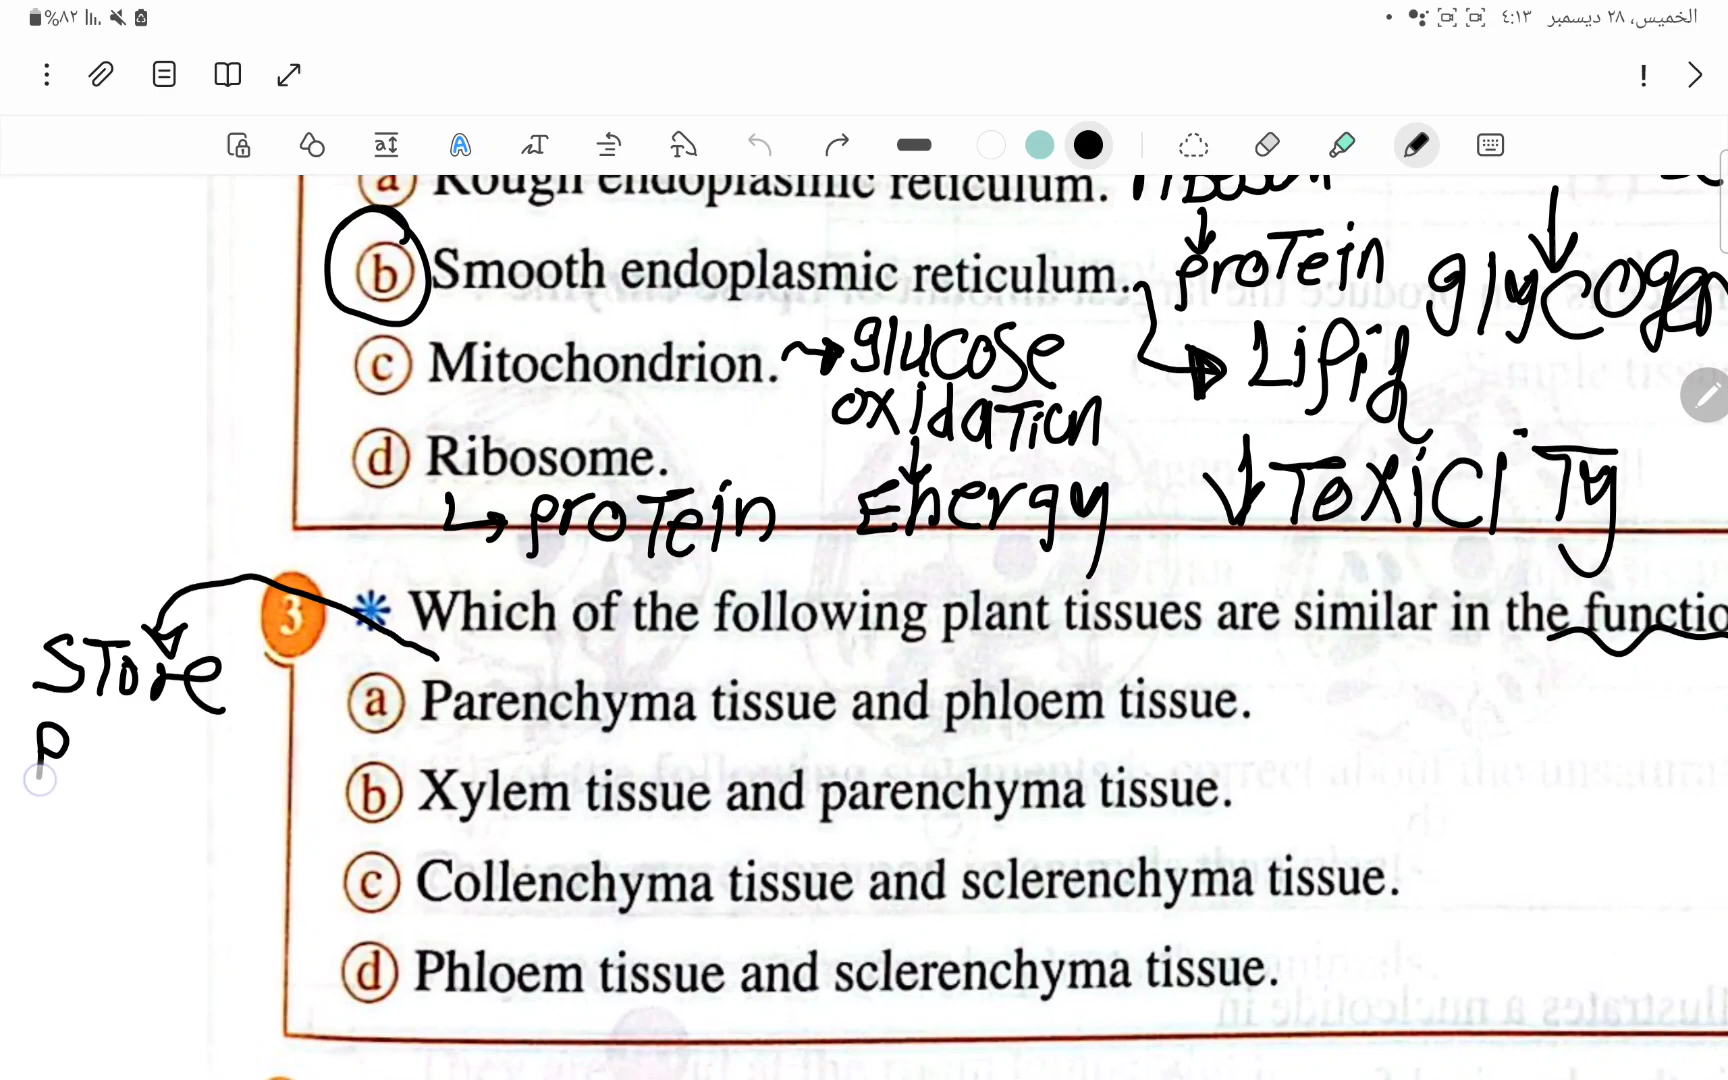 %٨٢ الخميس، ٢٨ ديسمبر ٤:١٣
a Rough endoplasmic reticulum.
b Smooth endoplasmic reticulum.
proTein
glycogen
c Mitochondrion.
glucose
oxidaTion
Lipid
d Ribosome.
proTein
Energy
ToxiciTy
3 * Which of the following plant tissues are similar in the functio
STore
P
a Parenchyma tissue and phloem tissue.
b Xylem tissue and parenchyma tissue.
c Collenchyma tissue and sclerenchyma tissue.
d Phloem tissue and sclerenchyma tissue.